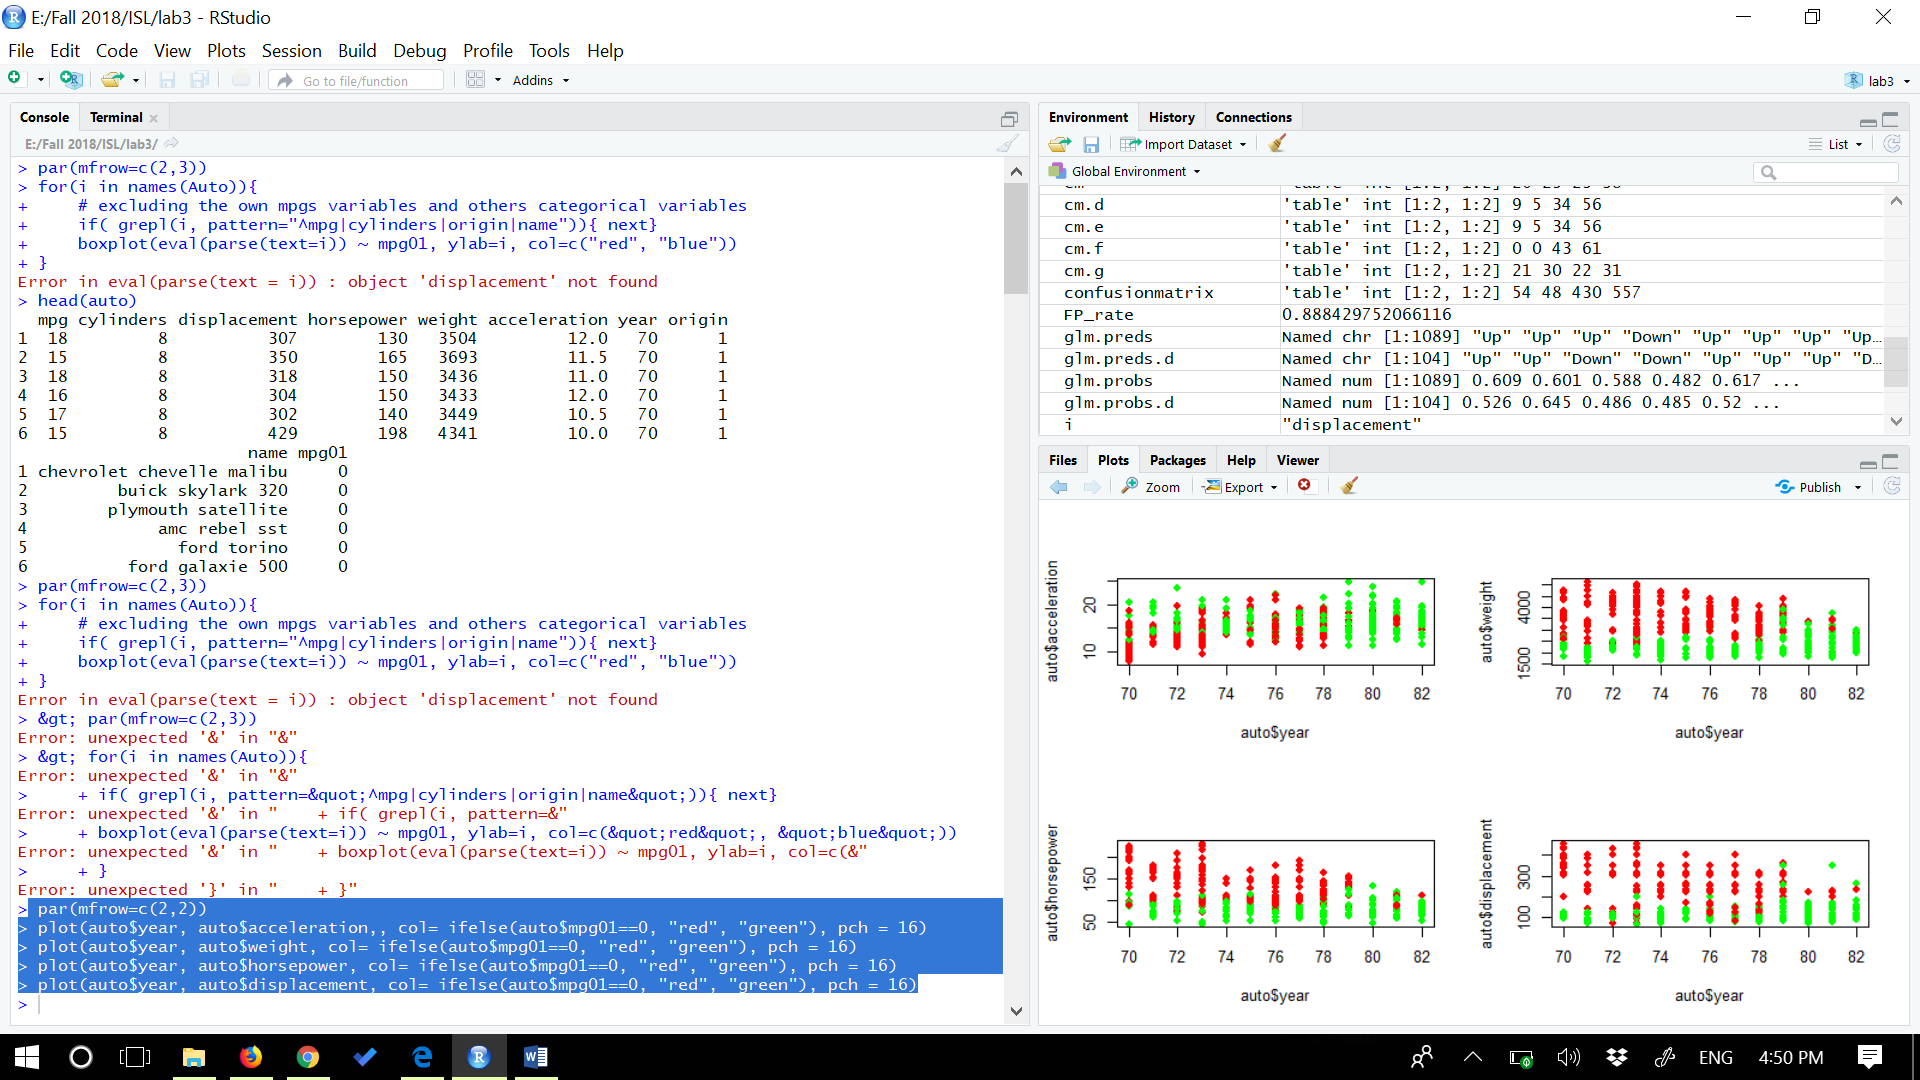 E:/Fall 2018/ISL/lab3 - RStudio
File Edit Code View Plots Session Build Debug Profile Tools Help
Go to file/function Addins lab3
Console Terminal
E:/Fall 2018/ISL/lab3/
> par(mfrow=c(2,3))
> for(i in names(Auto)){
+     # excluding the own mpgs variables and others categorical variables
+     if( grepl(i, pattern="^mpg|cylinders|origin|name")){ next}
+     boxplot(eval(parse(text=i)) ~ mpg01, ylab=i, col=c("red", "blue"))
+ }
Error in eval(parse(text = i)) : object 'displacement' not found
> head(auto)
  mpg cylinders displacement horsepower weight acceleration year origin
1  18         8          307        130   3504         12.0   70      1
2  15         8          350        165   3693         11.5   70      1
3  18         8          318        150   3436         11.0   70      1
4  16         8          304        150   3433         12.0   70      1
5  17         8          302        140   3449         10.5   70      1
6  15         8          429        198   4341         10.0   70      1
                       name mpg01
1 chevrolet chevelle malibu     0
2         buick skylark 320     0
3        plymouth satellite     0
4             amc rebel sst     0
5               ford torino     0
6          ford galaxie 500     0
> par(mfrow=c(2,3))
> for(i in names(Auto)){
+     # excluding the own mpgs variables and others categorical variables
+     if( grepl(i, pattern="^mpg|cylinders|origin|name")){ next}
+     boxplot(eval(parse(text=i)) ~ mpg01, ylab=i, col=c("red", "blue"))
+ }
Error in eval(parse(text = i)) : object 'displacement' not found
> &gt; par(mfrow=c(2,3))
Error: unexpected '&' in "&"
> &gt; for(i in names(Auto)){
Error: unexpected '&' in "&"
>     + if( grepl(i, pattern=&quot;^mpg|cylinders|origin|name&quot;)){ next}
Error: unexpected '&' in "    + if( grepl(i, pattern=&"
>     + boxplot(eval(parse(text=i)) ~ mpg01, ylab=i, col=c(&quot;red&quot;, &quot;blue&quot;))
Error: unexpected '&' in "    + boxplot(eval(parse(text=i)) ~ mpg01, ylab=i, col=c(&"
>     + }
Error: unexpected '}' in "    + }"
> par(mfrow=c(2,2))
> plot(auto$year, auto$acceleration,, col= ifelse(auto$mpg01==0, "red", "green"), pch = 16)
> plot(auto$year, auto$weight, col= ifelse(auto$mpg01==0, "red", "green"), pch = 16)
> plot(auto$year, auto$horsepower, col= ifelse(auto$mpg01==0, "red", "green"), pch = 16)
> plot(auto$year, auto$displacement, col= ifelse(auto$mpg01==0, "red", "green"), pch = 16)
>
Environment History Connections
Import Dataset List
Global Environment
cm.d 'table' int [1:2, 1:2] 9 5 34 56
cm.e 'table' int [1:2, 1:2] 9 5 34 56
cm.f 'table' int [1:2, 1:2] 0 0 43 61
cm.g 'table' int [1:2, 1:2] 21 30 22 31
confusionmatrix 'table' int [1:2, 1:2] 54 48 430 557
FP_rate 0.888429752066116
glm.preds Named chr [1:1089] "Up" "Up" "Up" "Down" "Up" "Up" "Up" "Up…
glm.preds.d Named chr [1:104] "Up" "Up" "Down" "Down" "Up" "Up" "Up" "D…
glm.probs Named num [1:1089] 0.609 0.601 0.588 0.482 0.617 ...
glm.probs.d Named num [1:104] 0.526 0.645 0.486 0.485 0.52 ...
i "displacement"
Files Plots Packages Help Viewer
Zoom Export Publish
auto$acceleration
20
10
70 72 74 76 78 80 82
auto$year
auto$weight
4000
1500
70 72 74 76 78 80 82
auto$year
auto$horsepower
150
50
70 72 74 76 78 80 82
auto$year
auto$displacement
300
100
70 72 74 76 78 80 82
auto$year
ENG 4:50 PM